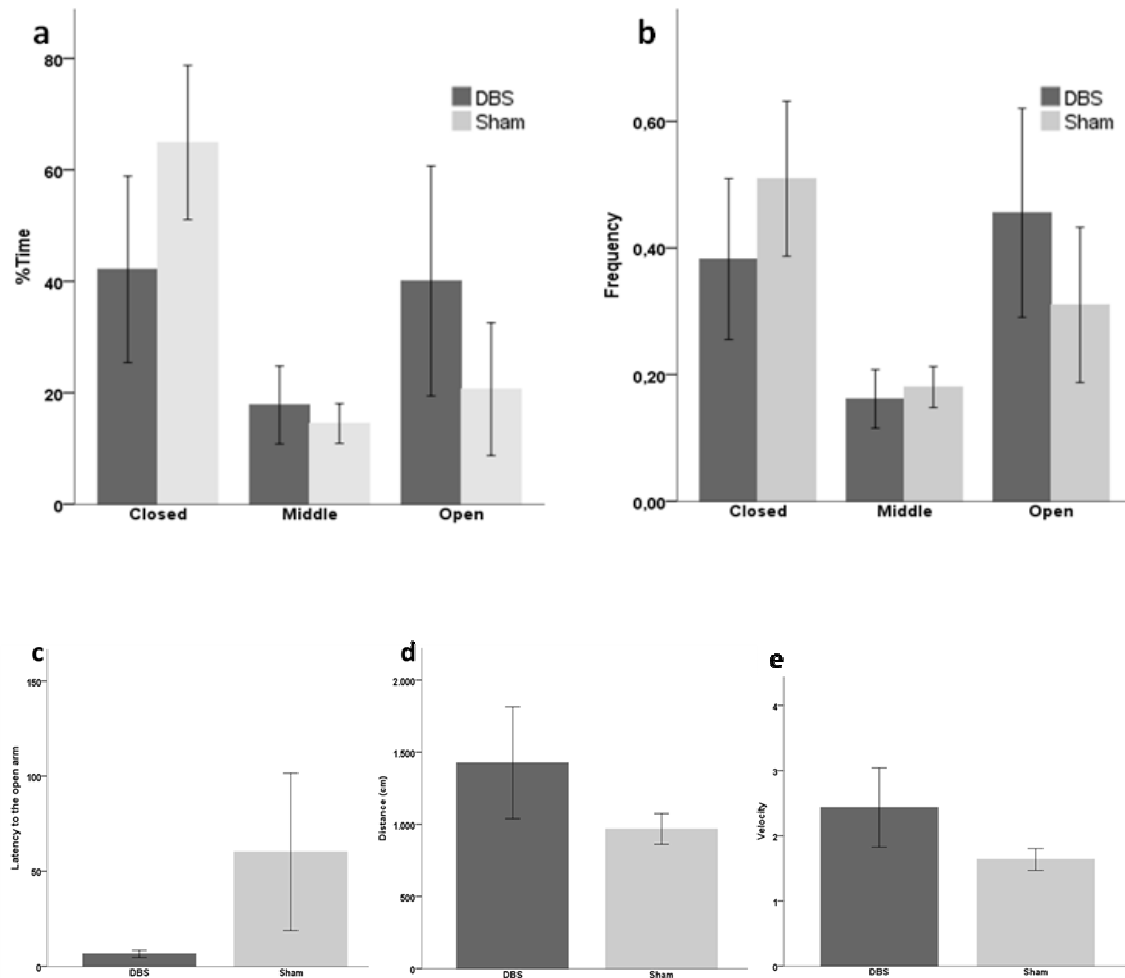 a
80
60
40
20
0
%Time
DBS
Sham
Closed Middle Open
b
0,60
0,40
0,20
0,00
Frequency
DBS
Sham
Closed Middle Open
c
150
100
50
0
Latency to the open arm
DBS Sham
d
2.000
1.500
1.000
500
0
Distance (cm)
DBS Sham
e
4
3
2
1
0
Velocity
DBS Sham